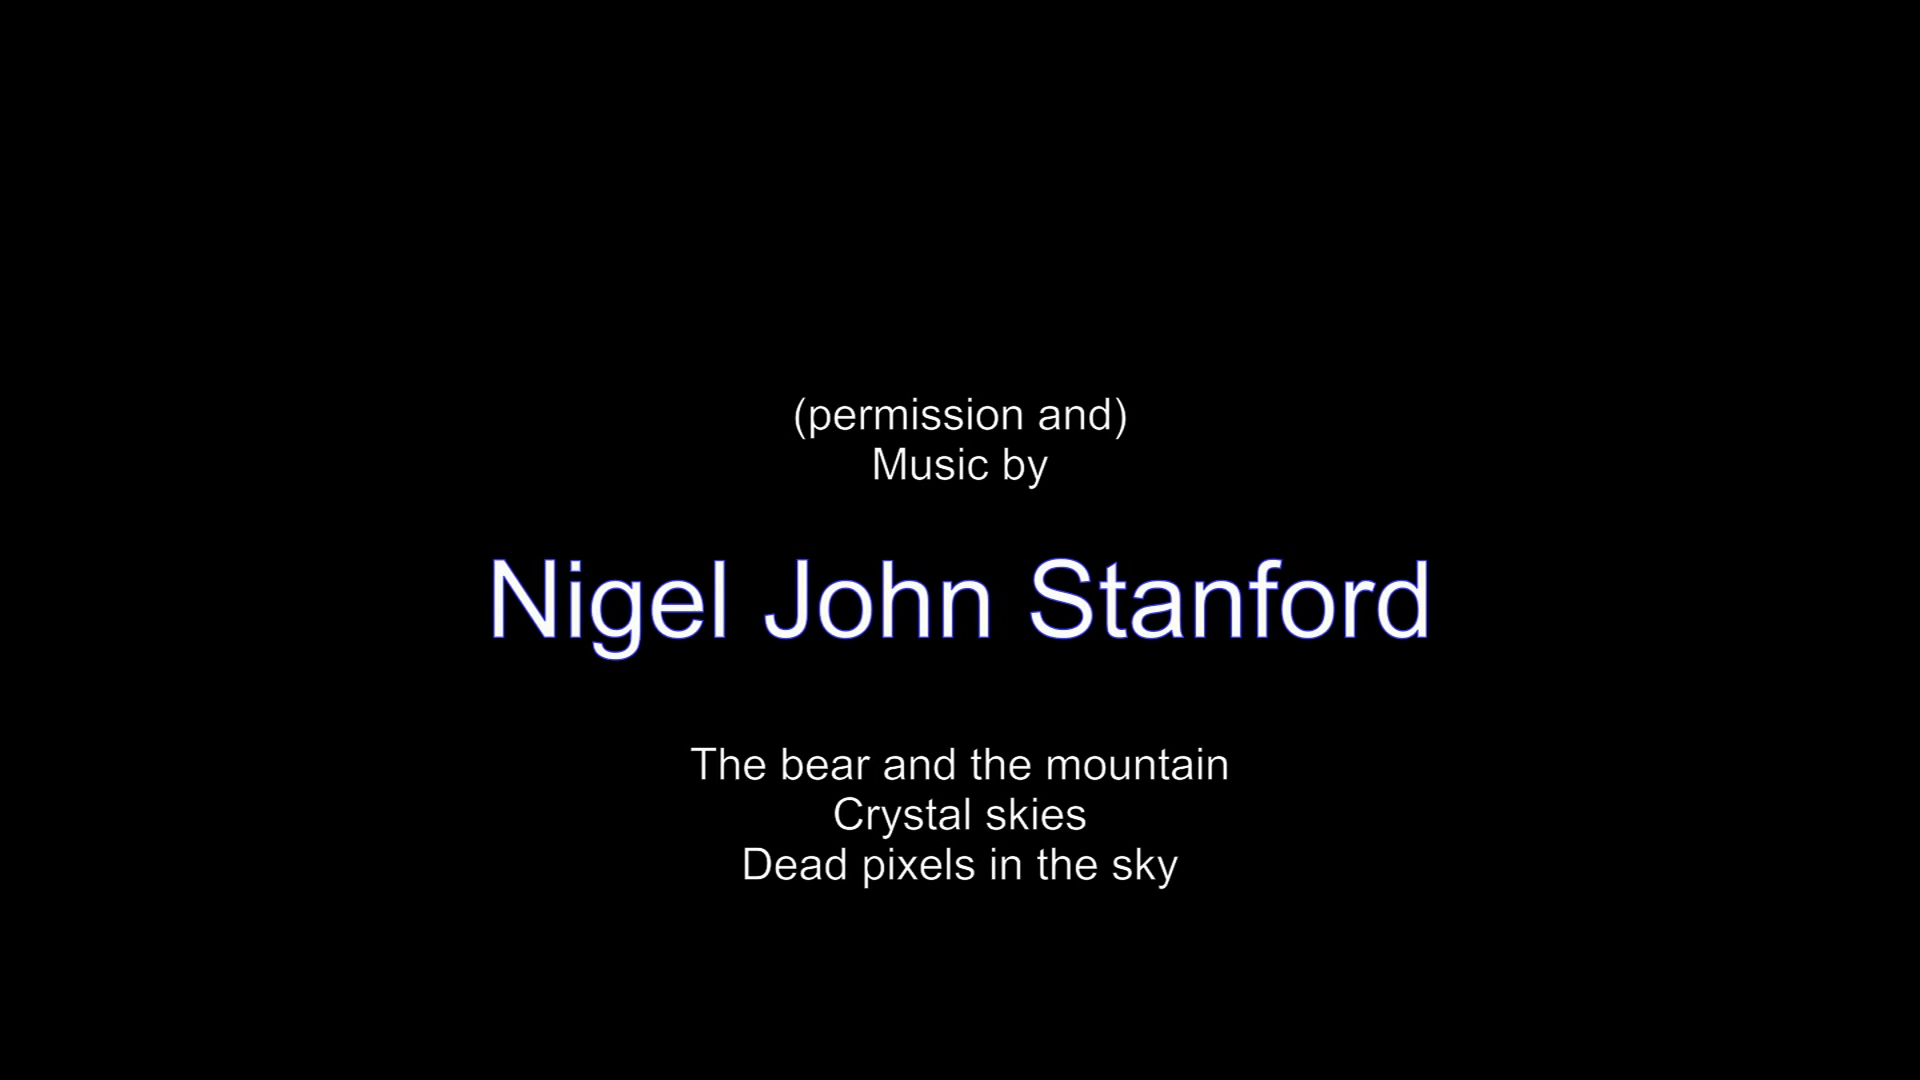 (permission and)
Music by
Nigel John Stanford
The bear and the mountain
Crystal skies
Dead pixels in the sky